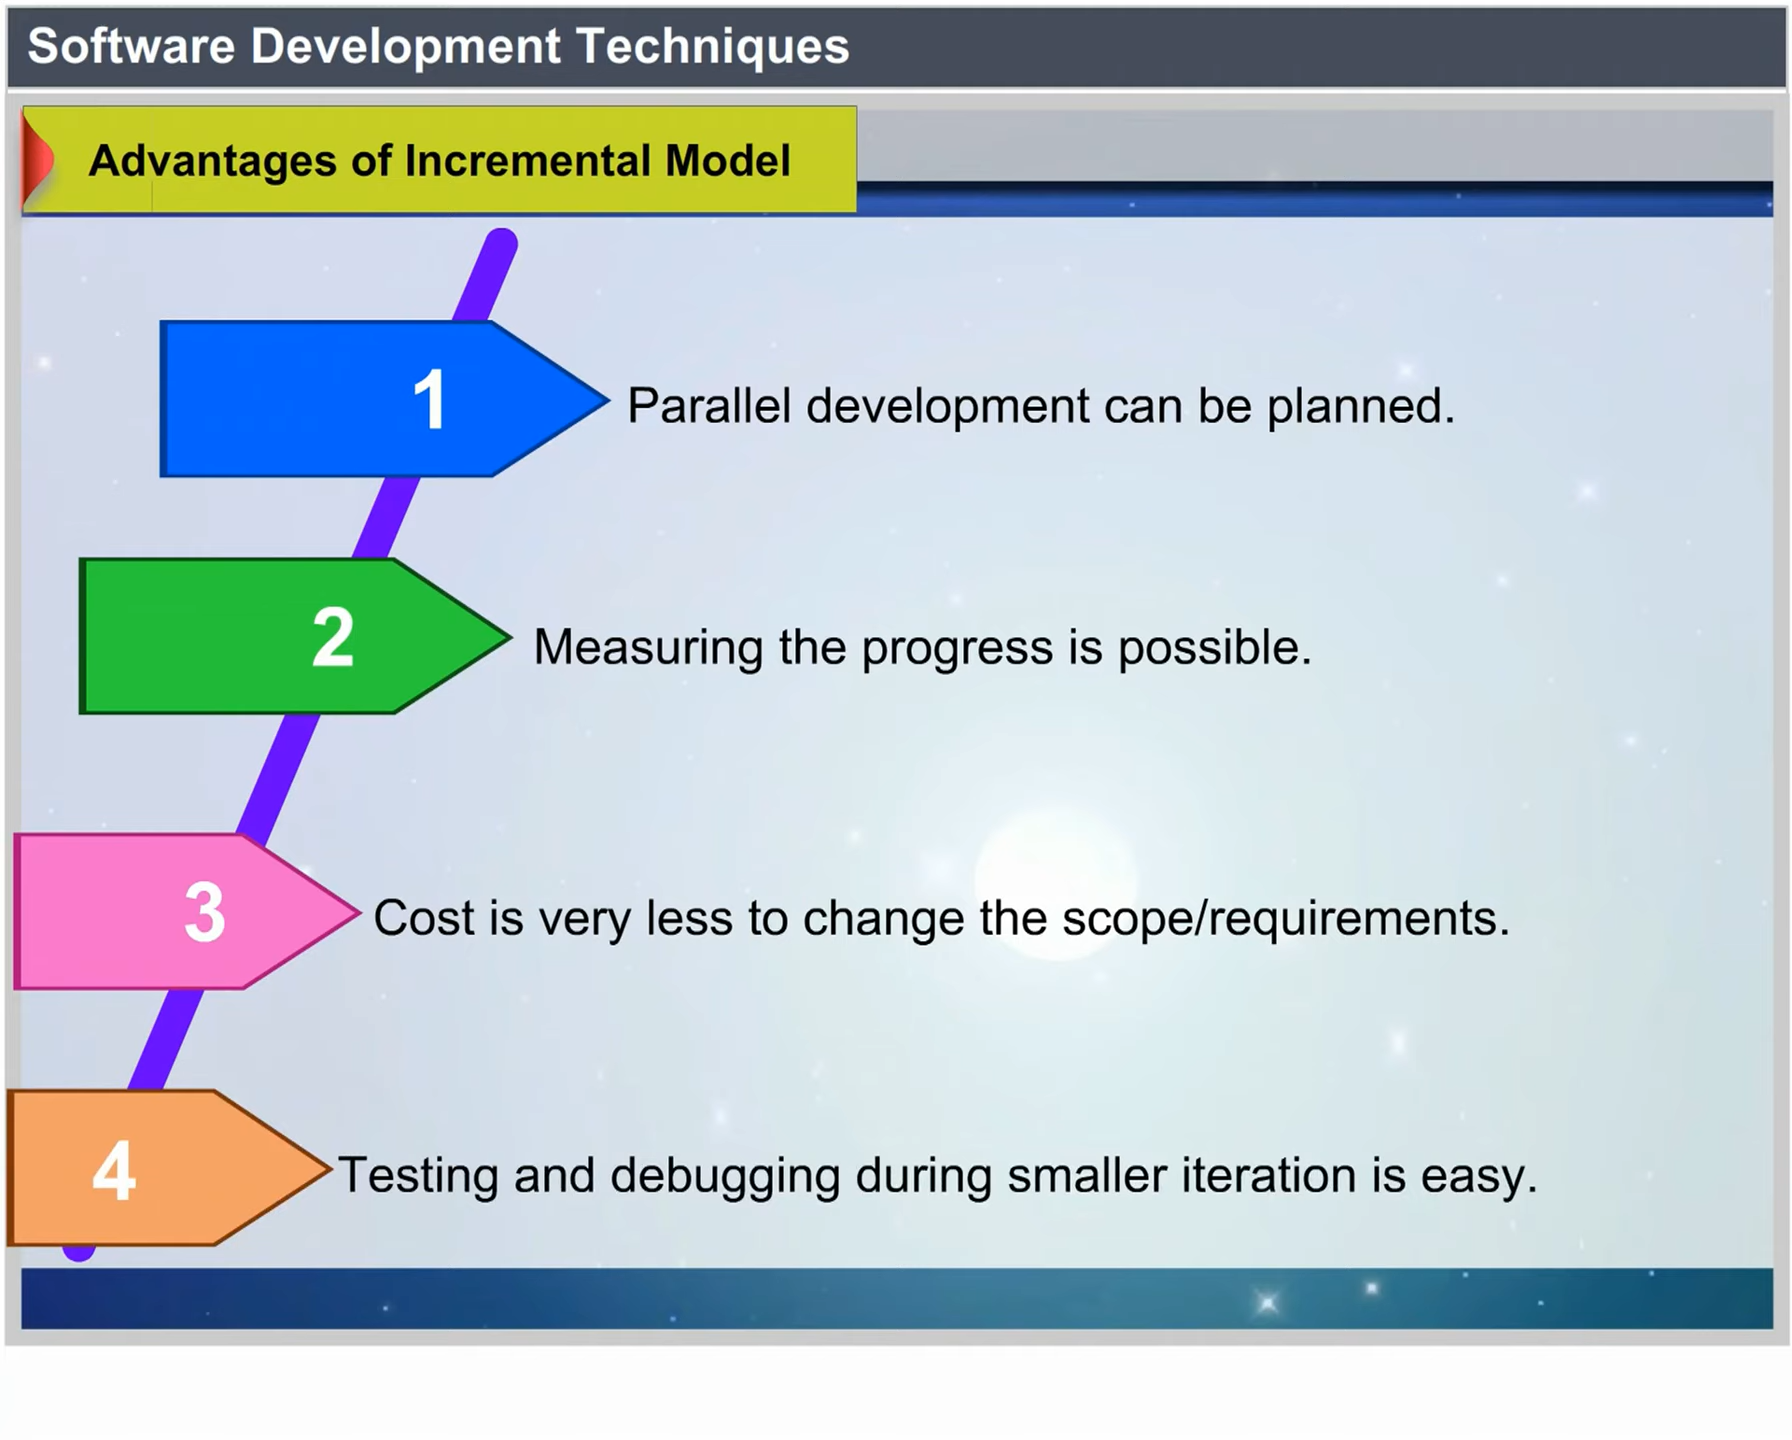 Software Development Techniques
Advantages of Incremental Model
1
Parallel development can be planned.
2
Measuring the progress is possible.
3
Cost is very less to change the scope/requirements.
4
Testing and debugging during smaller iteration is easy.